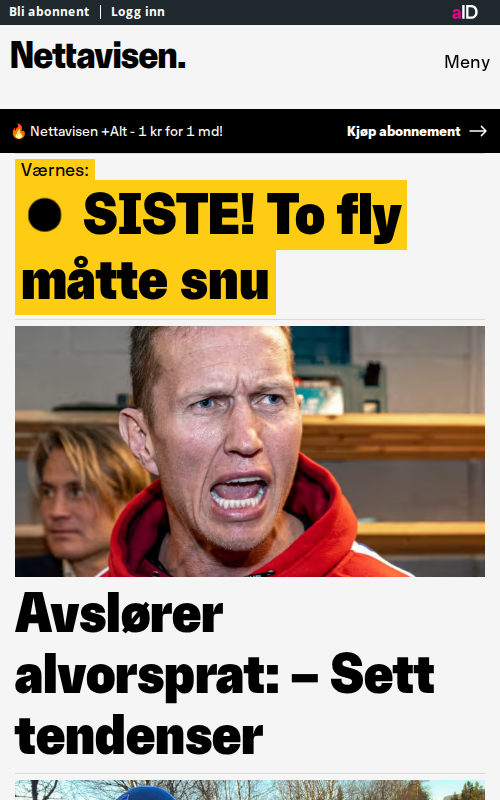 Bli abonnent
Logg inn
aID
Nettavisen.
Meny
🔥 Nettavisen +Alt - 1 kr for 1 md!
Kjøp abonnement →
Værnes:
● SISTE! To fly
måtte snu
Avslører
alvorsprat: – Sett
tendenser